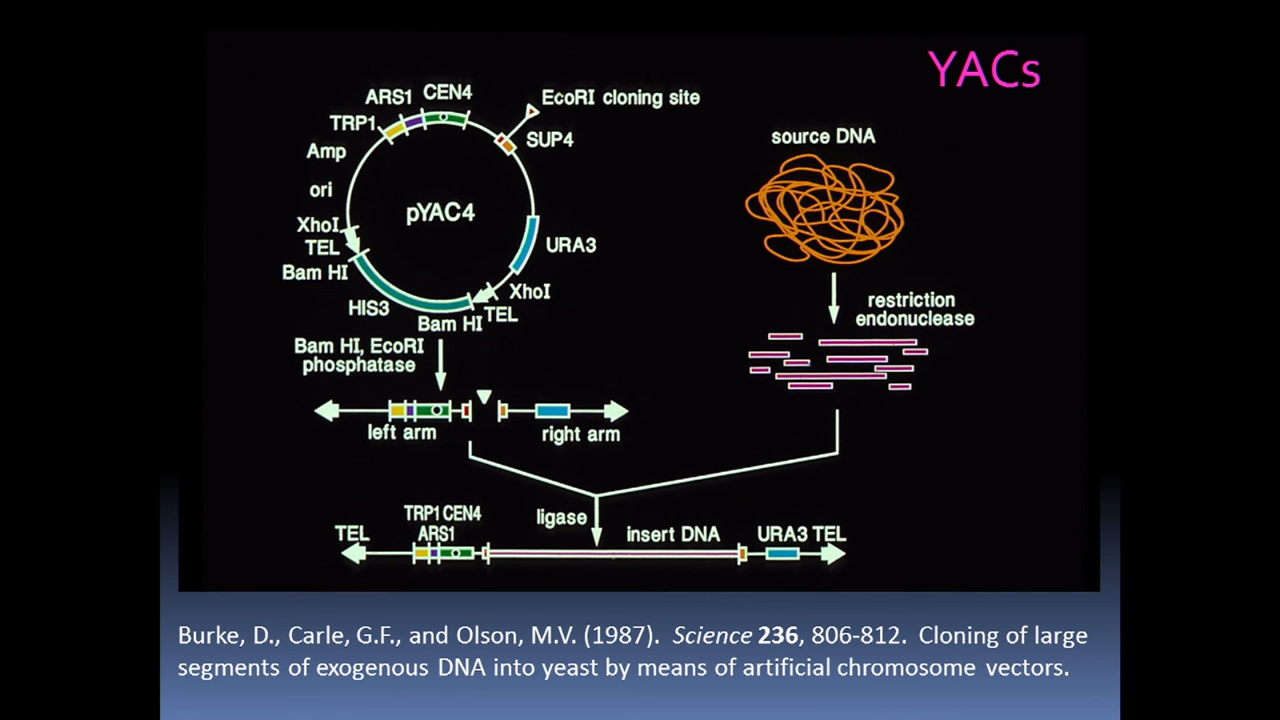 YACs
ARS1 CEN4
EcoRI cloning site
TRP1
SUP4
source DNA
Amp
ori
pYAC4
XhoI
TEL
URA3
Bam HI
XhoI
HIS3
TEL
Bam HI
restriction
endonuclease
Bam HI, EcoRI
phosphatase
left arm
right arm
TRP1 CEN4
ligase
TEL
ARS1
insert DNA
URA3 TEL
Burke, D., Carle, G.F., and Olson, M.V. (1987). Science 236, 806-812. Cloning of large
segments of exogenous DNA into yeast by means of artificial chromosome vectors.